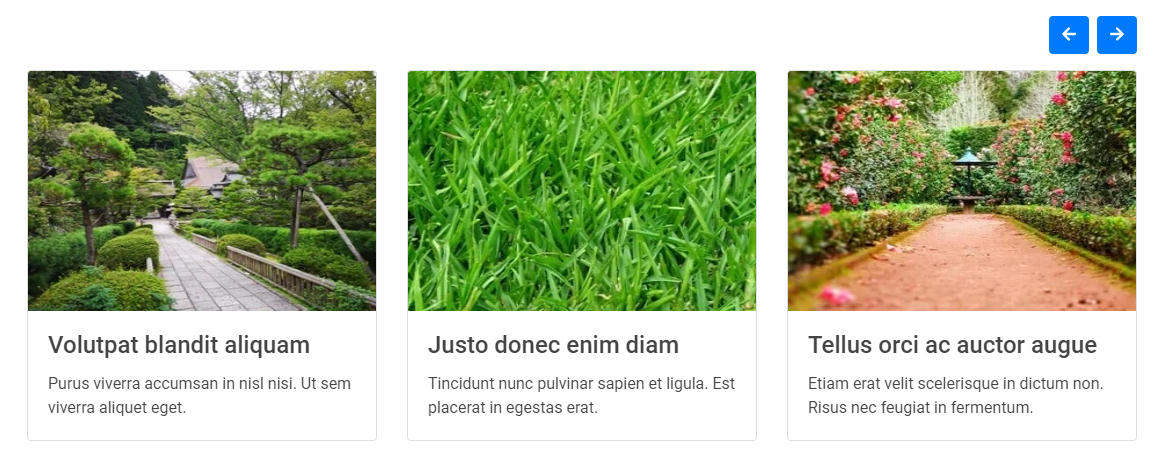 Volutpat blandit aliquam
Purus viverra accumsan in nisl nisi. Ut sem
viverra aliquet eget.
Justo donec enim diam
Tincidunt nunc pulvinar sapien et ligula. Est
placerat in egestas erat.
Tellus orci ac auctor augue
Etiam erat velit scelerisque in dictum non.
Risus nec feugiat in fermentum.